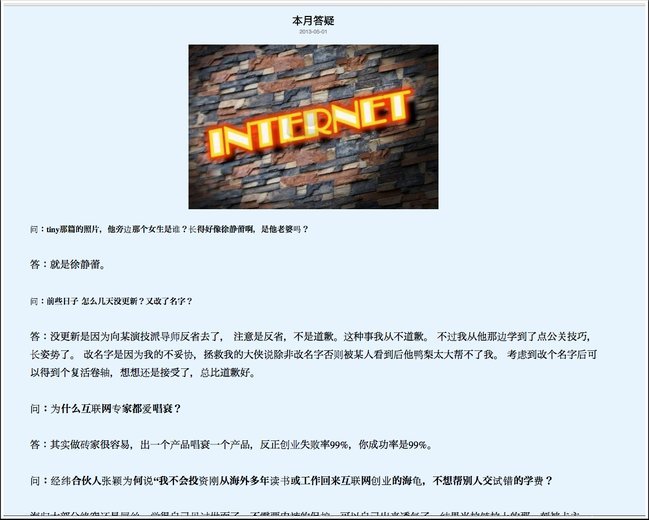 本月答疑
2013-05-01
INTERNET
问：tiny那篇的照片，他旁边那个女生是谁？长得好像徐静蕾啊，是他老婆吗？
答：就是徐静蕾。
问：前些日子 怎么几天没更新？又改了名字？
答：没更新是因为向某演技派导师反省去了， 注意是反省，不是道歉。这种事我从不道歉。 不过我从他那边学到了点公关技巧，
长姿势了。 改名字是因为我的不妥协，拯救我的大侠说除非改名字否则被某人看到后他鸭梨太大帮不了我。 考虑到改个名字后可
以得到个复活卷轴，想想还是接受了，总比道歉好。
问：为什么互联网专家都爱唱衰？
答：其实做砖家很容易，出一个产品唱衰一个产品，反正创业失败率99%，你成功率是99%。
问：经纬合伙人张颖为何说“我不会投资刚从海外多年读书或工作回来互联网创业的海龟，不想帮别人交试错的学费？